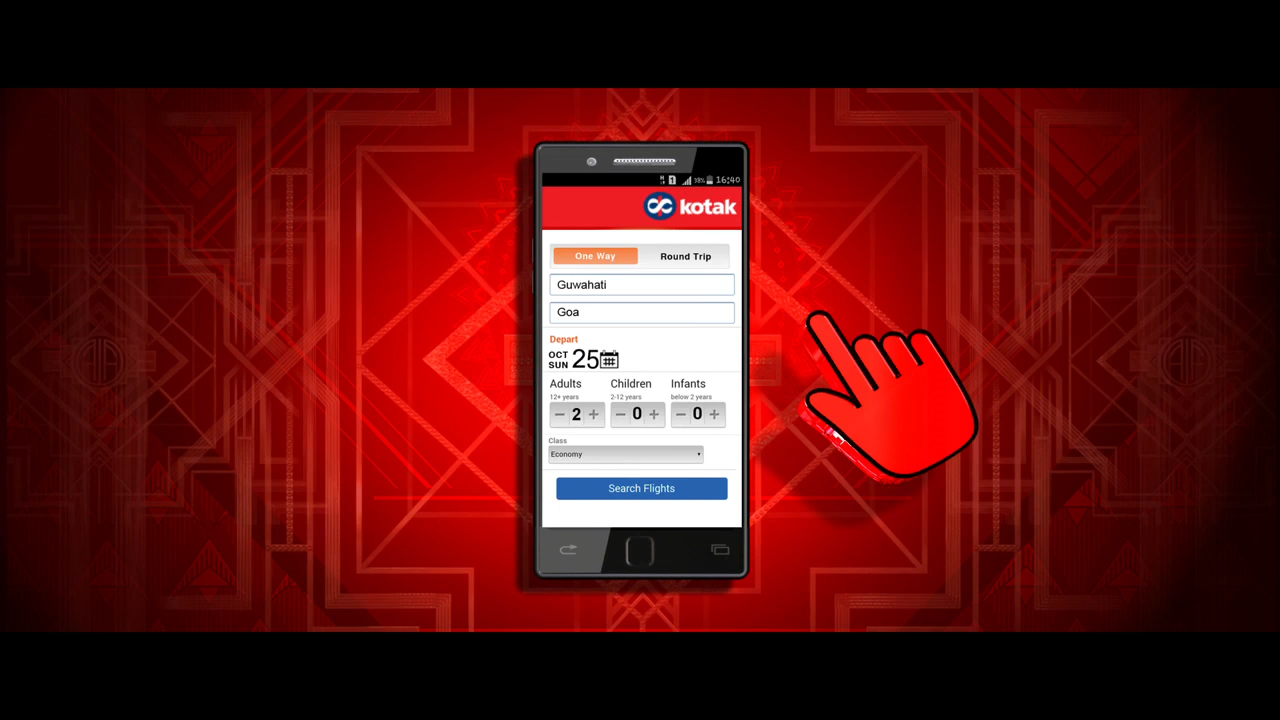 38% 16:40
kotak
One Way Round Trip
Guwahati
Goa
Depart
OCT
SUN 25
Adults Children Infants
12+ years 2-12 years below 2 years
− 2 + − 0 + − 0 +
Class
Economy
Search Flights